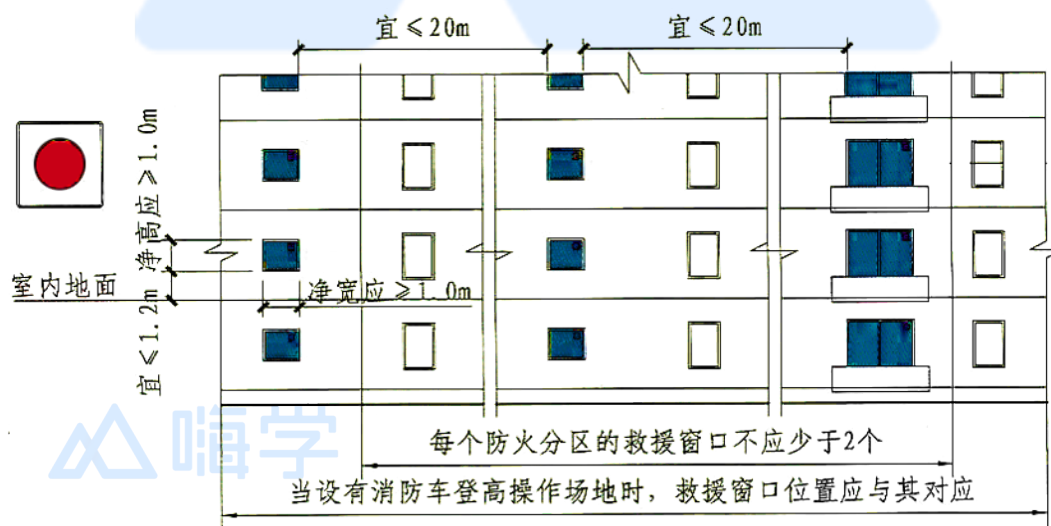 宜≤20m
宜≤20m
净高应≥1.0m
室内地面
宜≤1.2m
净宽应≥1.0m
每个防火分区的救援窗口不应少于2个
当设有消防车登高操作场地时，救援窗口位置应与其对应
嗨学